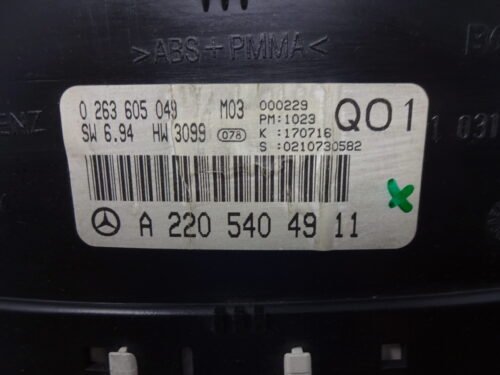 >ABS+PMMA<
0 263 605 049 M03 000229 Q01
SW 6.94 HW 3099 078 PM:1023
K :170716
S :0210730582
A 220 540 49 11